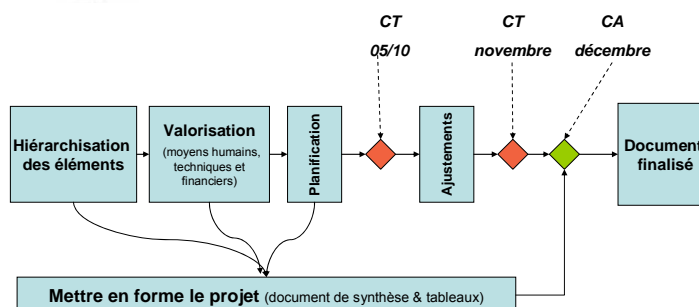 CT
05/10
CT
novembre
CA
décembre
Hiérarchisation
des éléments
Valorisation
(moyens humains,
techniques et
financiers)
Planification
Ajustements
Document
finalisé
Mettre en forme le projet (document de synthèse & tableaux)